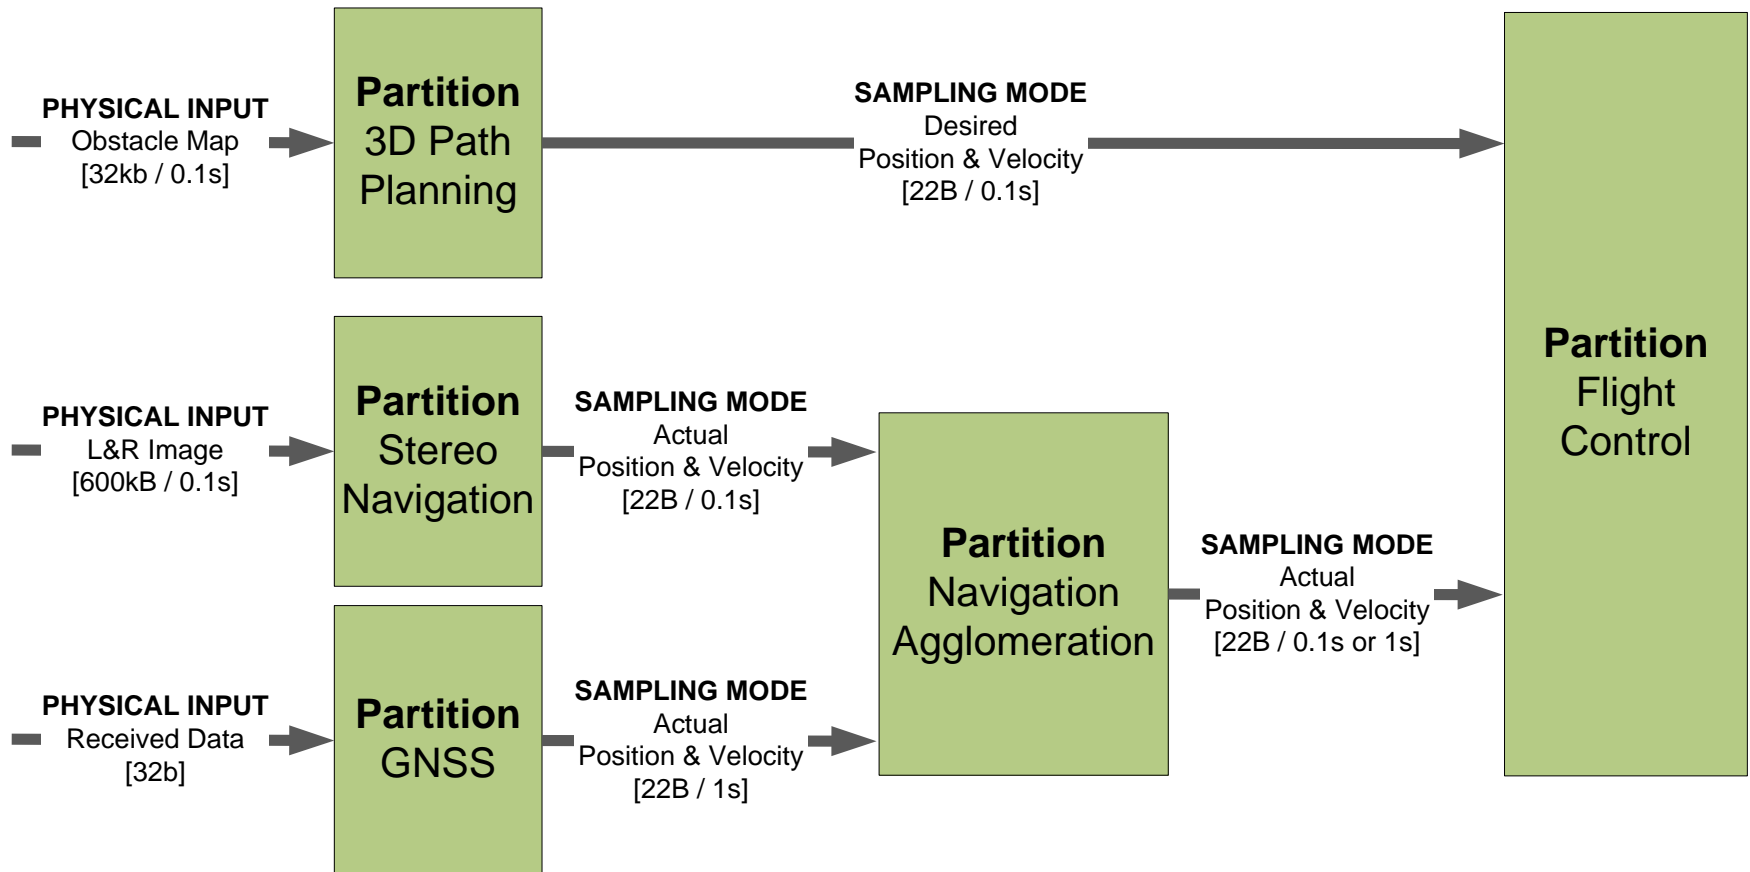 PHYSICAL INPUT
Obstacle Map
[32kb / 0.1s]
Partition
3D Path
Planning
SAMPLING MODE
Desired
Position & Velocity
[22B / 0.1s]
PHYSICAL INPUT
L&R Image
[600kB / 0.1s]
Partition
Stereo
Navigation
SAMPLING MODE
Actual
Position & Velocity
[22B / 0.1s]
PHYSICAL INPUT
Received Data
[32b]
Partition
GNSS
SAMPLING MODE
Actual
Position & Velocity
[22B / 1s]
Partition
Navigation
Agglomeration
SAMPLING MODE
Actual
Position & Velocity
[22B / 0.1s or 1s]
Partition
Flight
Control